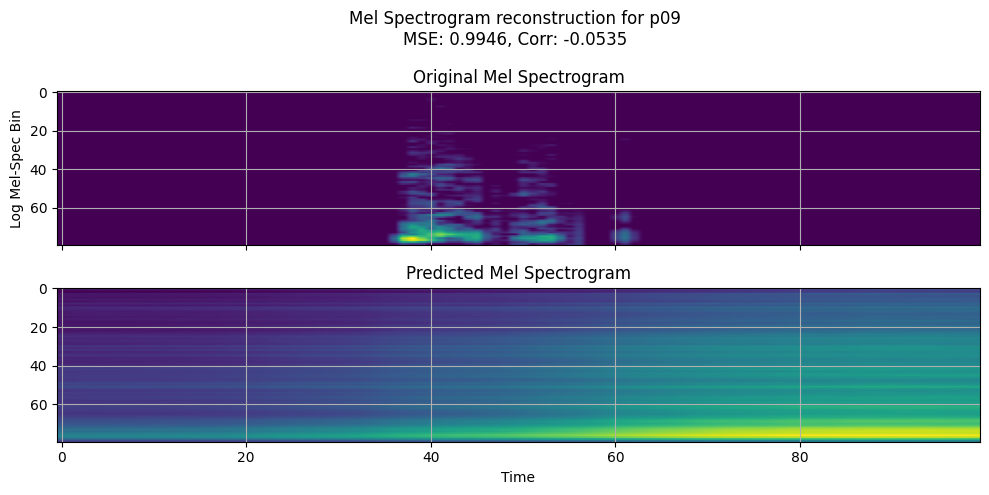 Mel Spectrogram reconstruction for p09
MSE: 0.9946, Corr: -0.0535
Original Mel Spectrogram
0
20
40
60
Log Mel-Spec Bin
Predicted Mel Spectrogram
0
20
40
60
0 20 40 60 80
Time